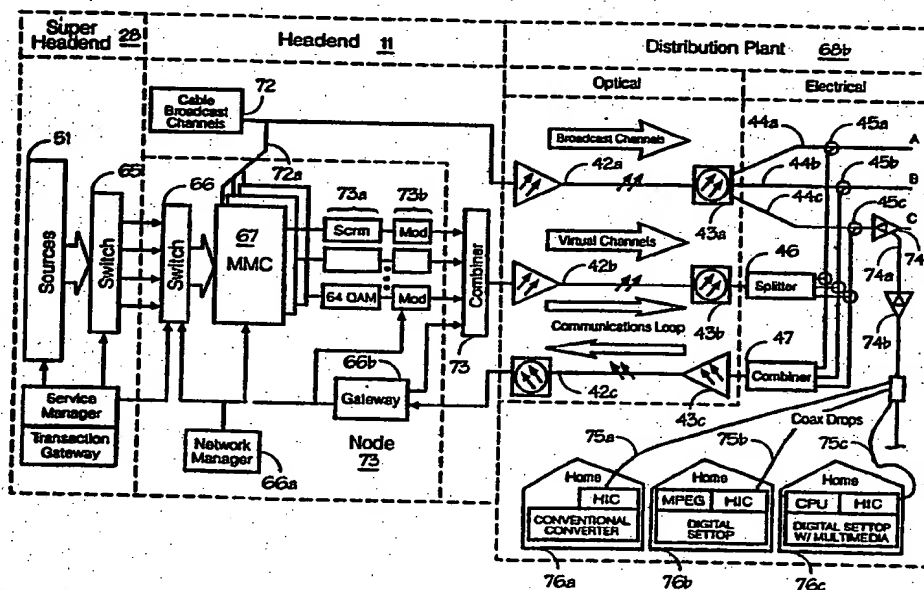 Super
Headend 28
Headend 11
Distribution Plant 68b
Optical
Electrical
Cable
Broadcast
Channels
72
72a
51
Sources
65
Switch
66
Switch
67
MMC
73a
73b
Scrm
Mod
64 QAM
Mod
Combiner
73
66b
Gateway
Node
73
Service
Manager
Transaction
Gateway
Network
Manager
66a
Broadcast Channels
42a
43a
44a
44b
44c
45a
45b
45c
A
B
C
74
74a
74b
Virtual Channels
42b
43b
46
Splitter
Communications Loop
42c
43c
47
Combiner
75a
75b
Coax Drops
75c
Home
HIC
CONVENTIONAL
CONVERTER
76a
Home
MPEG
HIC
DIGITAL
SETTOP
76b
Home
CPU
HIC
DIGITAL SETTOP
W/ MULTIMEDIA
76c